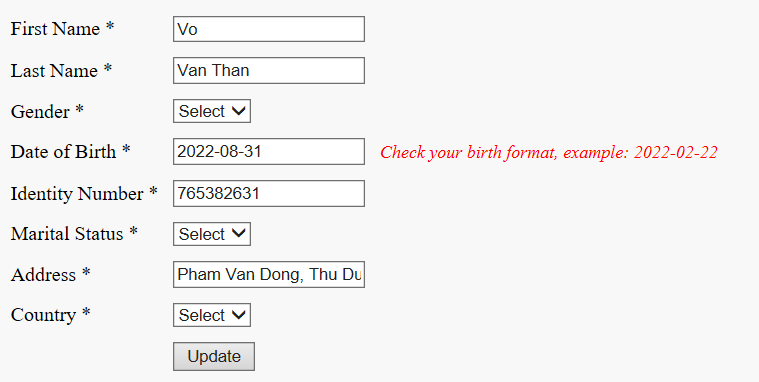 First Name * Vo
Last Name * Van Than
Gender * Select
Date of Birth * 2022-08-31 Check your birth format, example: 2022-02-22
Identity Number * 765382631
Marital Status * Select
Address * Pham Van Dong, Thu Du
Country * Select
Update